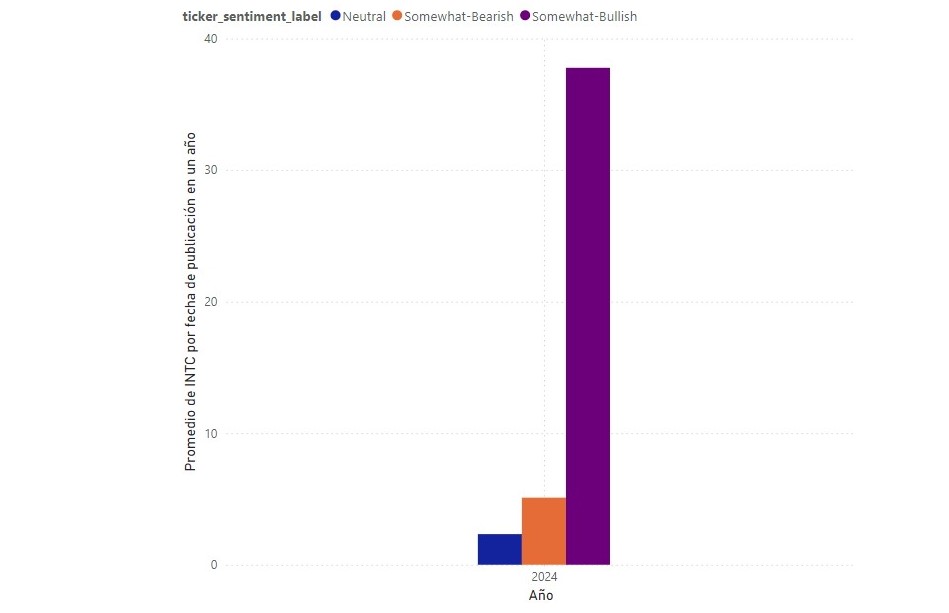 ticker_sentiment_label Neutral Somewhat-Bearish Somewhat-Bullish
40
30
20
10
0
Promedio de INTC por fecha de publicación en un año
2024
Año